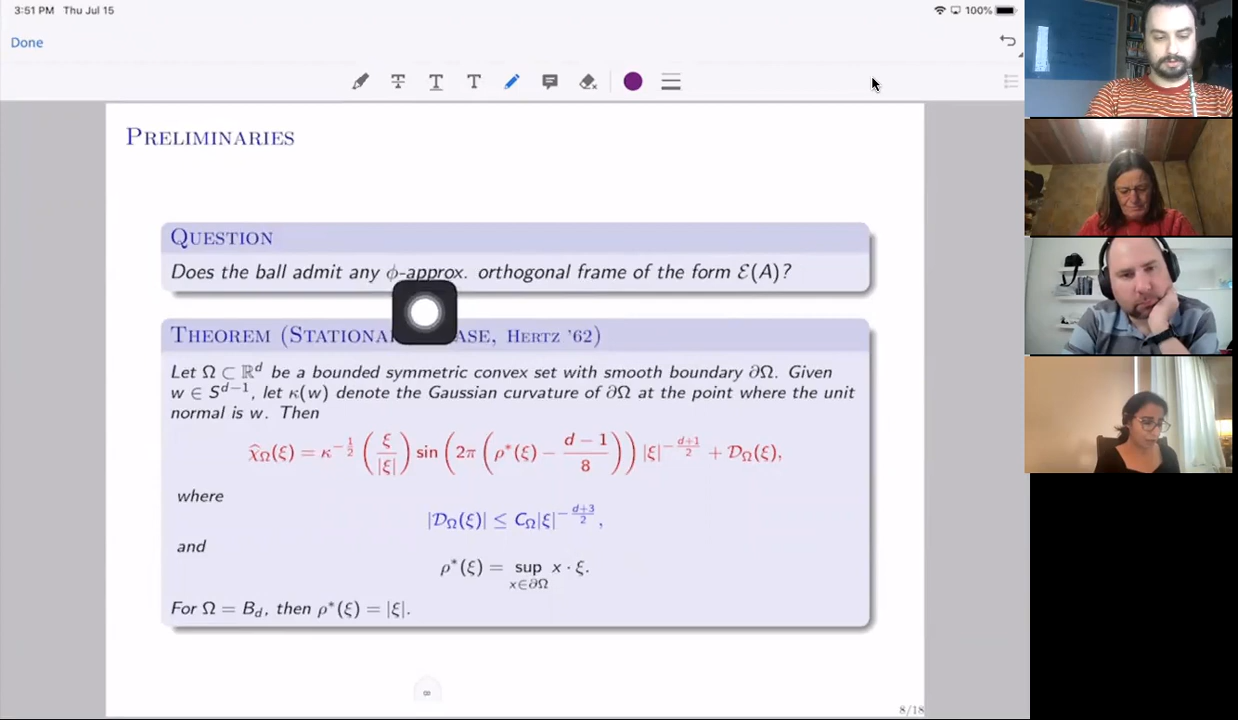 3:51 PM Thu Jul 15
100%
Done
T T T
PRELIMINARIES
QUESTION
Does the ball admit any ϕ-approx. orthogonal frame of the form ℰ(A)?
THEOREM (STATIONA ASE, HERTZ '62)
Let Ω ⊂ ℝ^d be a bounded symmetric convex set with smooth boundary ∂Ω. Given
w ∈ S^{d−1}, let κ(w) denote the Gaussian curvature of ∂Ω at the point where the unit
normal is w. Then
χ̂_Ω(ξ) = κ^{−1/2} (ξ/|ξ|) sin (2π (ρ*(ξ) − (d − 1)/8)) |ξ|^{−(d+1)/2} + 𝒟_Ω(ξ),
where
|𝒟_Ω(ξ)| ≤ C_Ω|ξ|^{−(d+3)/2},
and
ρ*(ξ) = sup_{x∈∂Ω} x · ξ.
For Ω = B_d, then ρ*(ξ) = |ξ|.
8
8/18